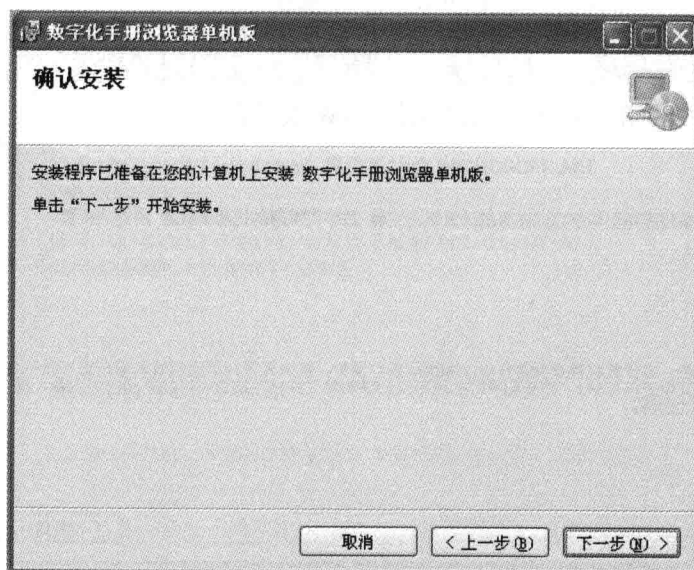 数字化手册浏览器单机版
确认安装
安装程序已准备在您的计算机上安装 数字化手册浏览器单机版。
单击“下一步”开始安装。
取消
< 上一步(B)
下一步(N) >